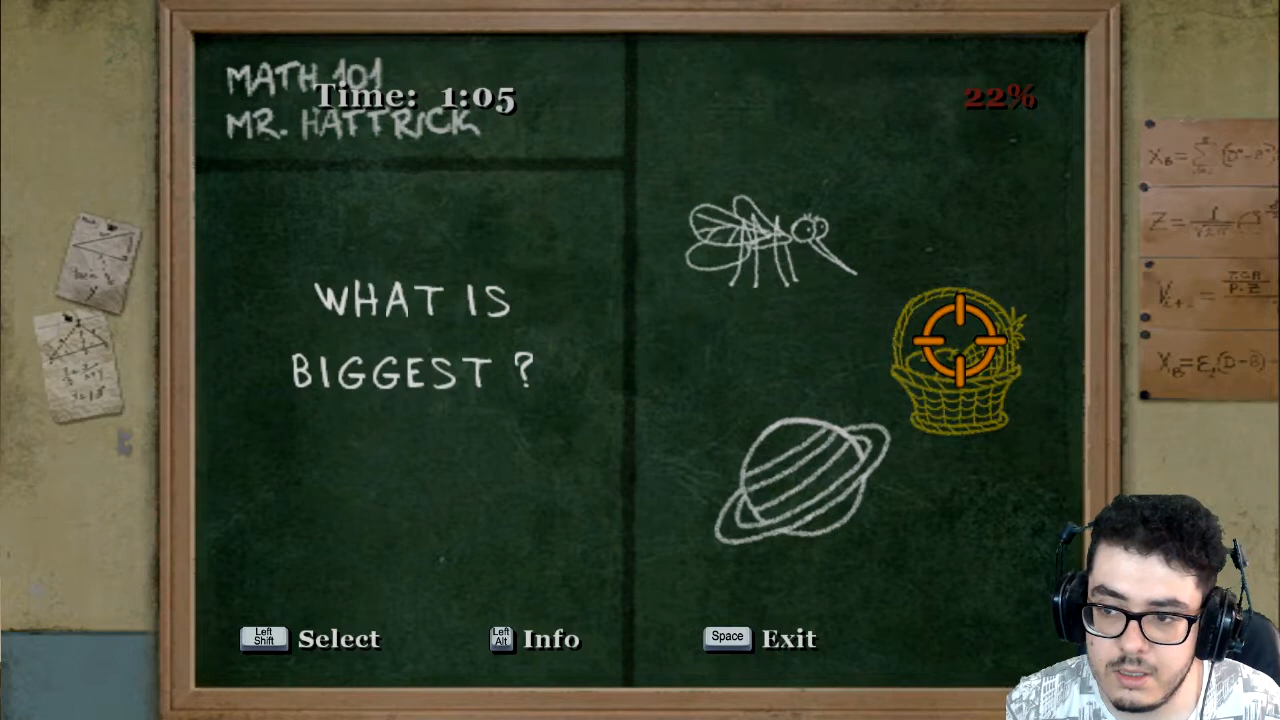 MATH 101
Time: 1:05
22%
MR. HATTRICK
WHAT IS
BIGGEST ?
Left Shift Select
Left Alt Info
Space Exit